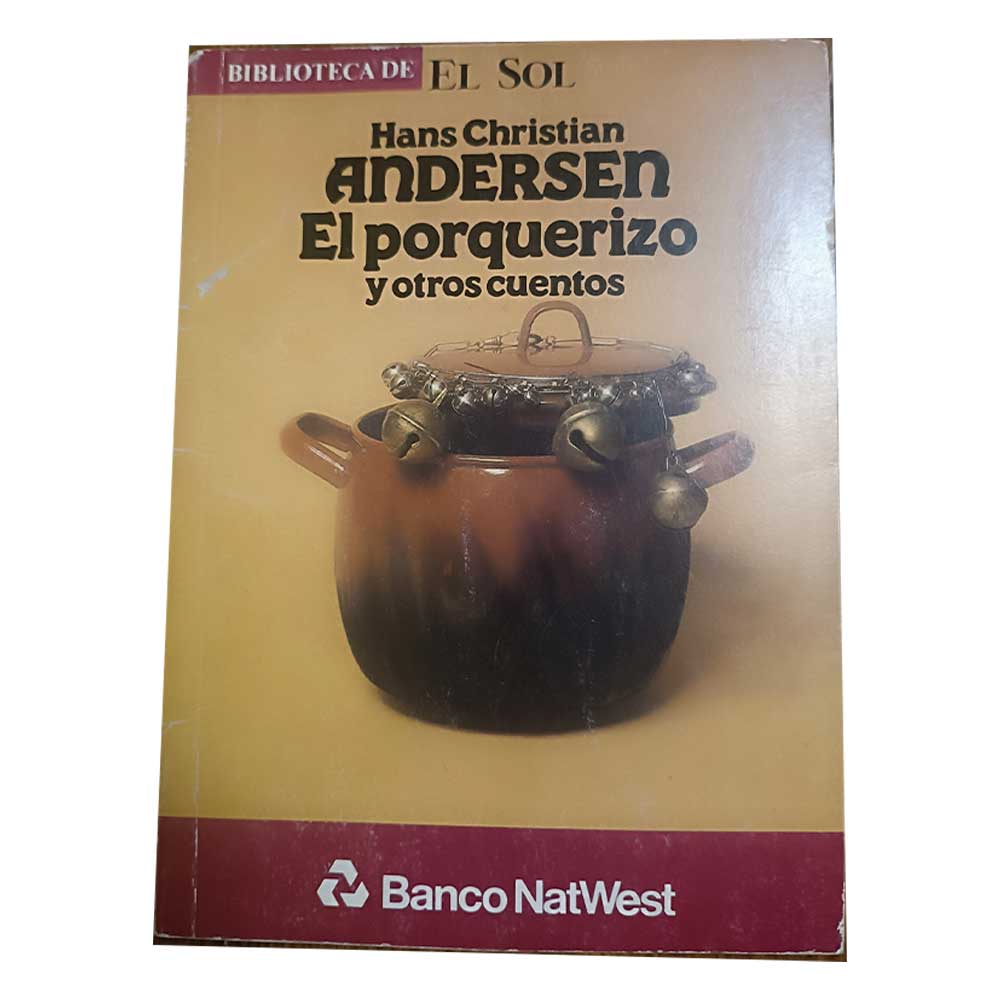 BIBLIOTECA DE EL SOL
Hans Christian
ANDERSEN
El porquerizo
y otros cuentos
Banco NatWest